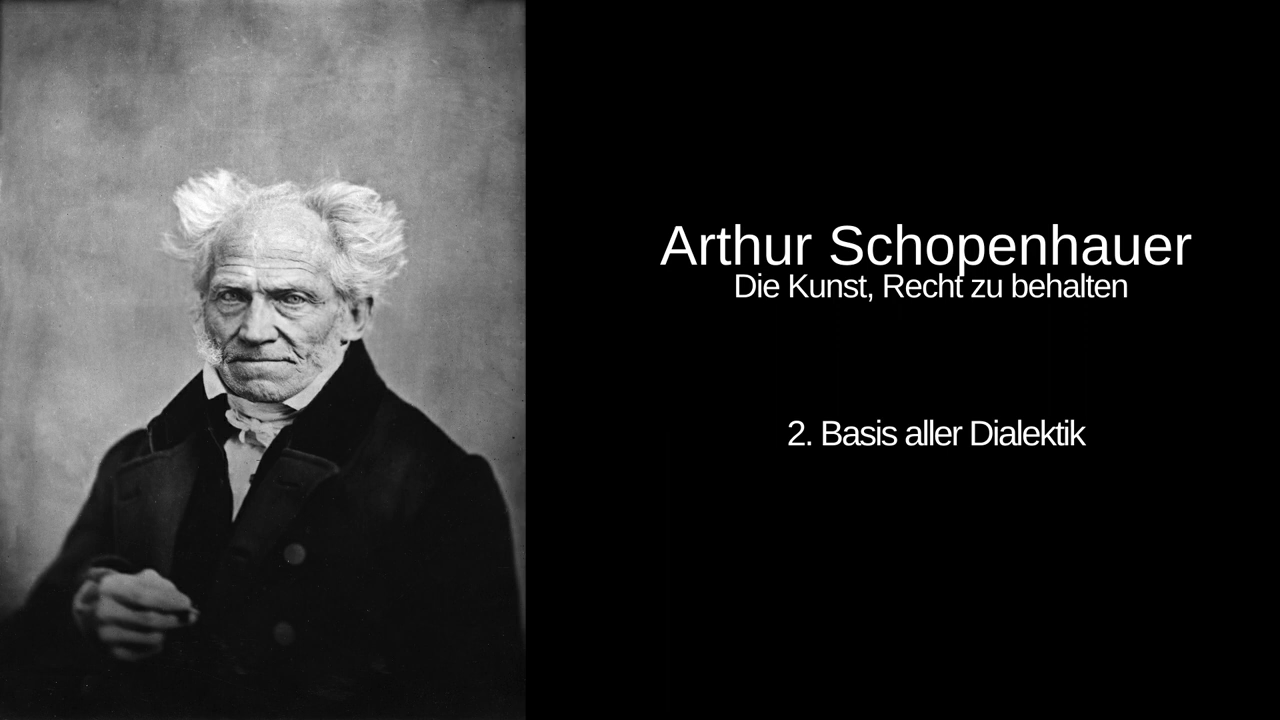 Arthur Schopenhauer
Die Kunst, Recht zu behalten
2. Basis aller Dialektik